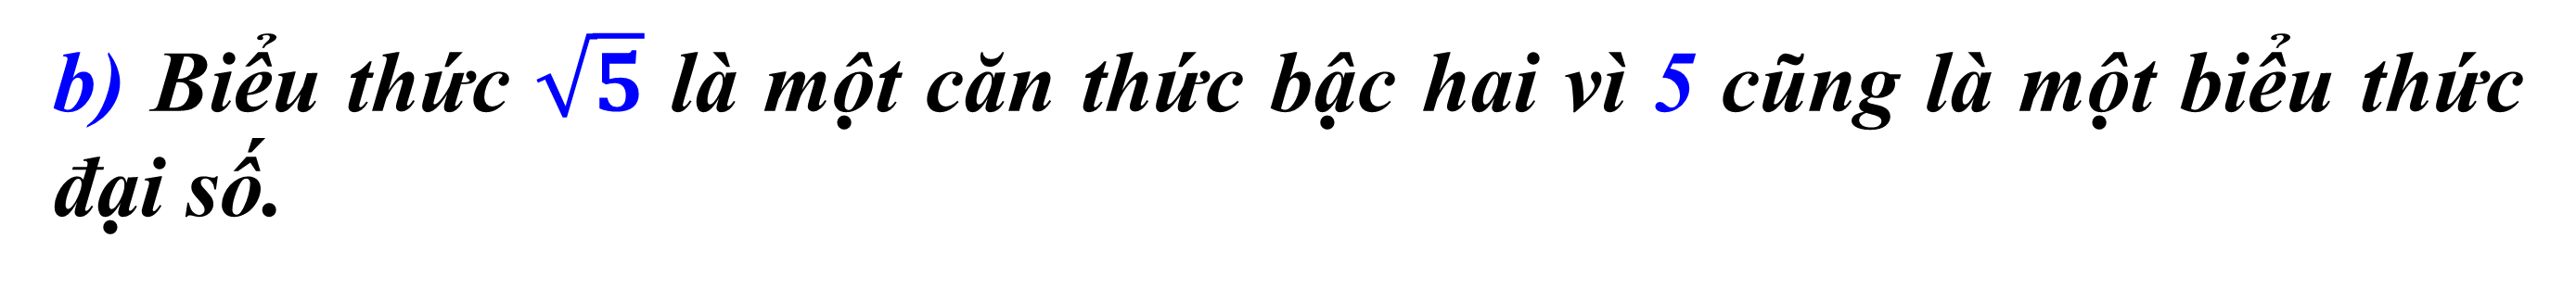 b) Biểu thức √5 là một căn thức bậc hai vì 5 cũng là một biểu thức
đại số.